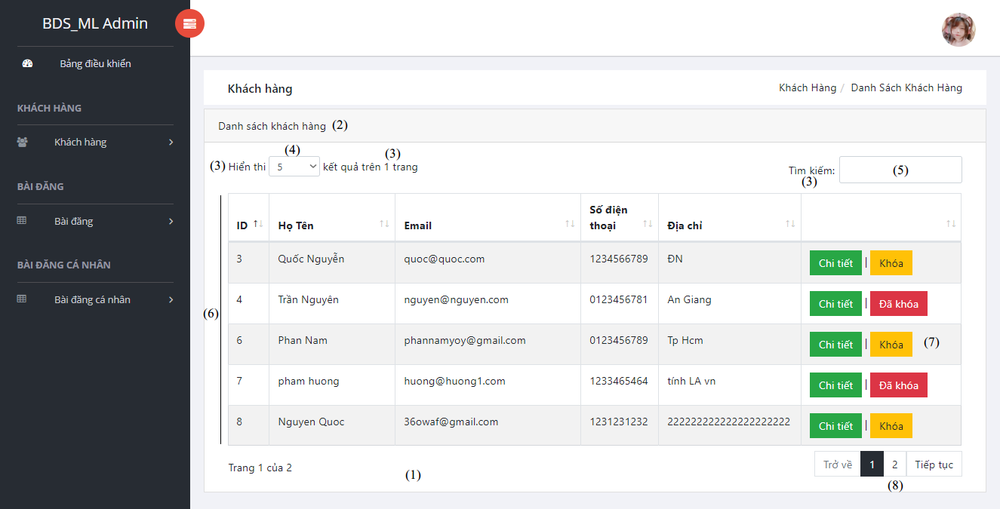 BDS_ML Admin
Bảng điều khiển
KHÁCH HÀNG
Khách hàng
BÀI ĐĂNG
Bài đăng
BÀI ĐĂNG CÁ NHÂN
Bài đăng cá nhân
Khách hàng
Khách Hàng / Danh Sách Khách Hàng
Danh sách khách hàng (2)
(4) (3)
(3) Hiển thi 5 kết quả trên 1 trang
Tìm kiếm: (5)
(3)
ID Họ Tên Email Số điện thoại Địa chỉ
3 Quốc Nguyễn quoc@quoc.com 1234566789 ĐN Chi tiết | Khóa
4 Trần Nguyên nguyen@nguyen.com 0123456781 An Giang Chi tiết | Đã khóa
(6)
6 Phan Nam phannamyoy@gmail.com 0123456789 Tp Hcm Chi tiết | Khóa (7)
7 pham huong huong@huong1.com 1233465464 tính LA vn Chi tiết | Đã khóa
8 Nguyen Quoc 36owaf@gmail.com 1231231232 222222222222222222222 Chi tiết | Khóa
Trang 1 của 2
(1)
Trở về 1 2 Tiếp tục
(8)